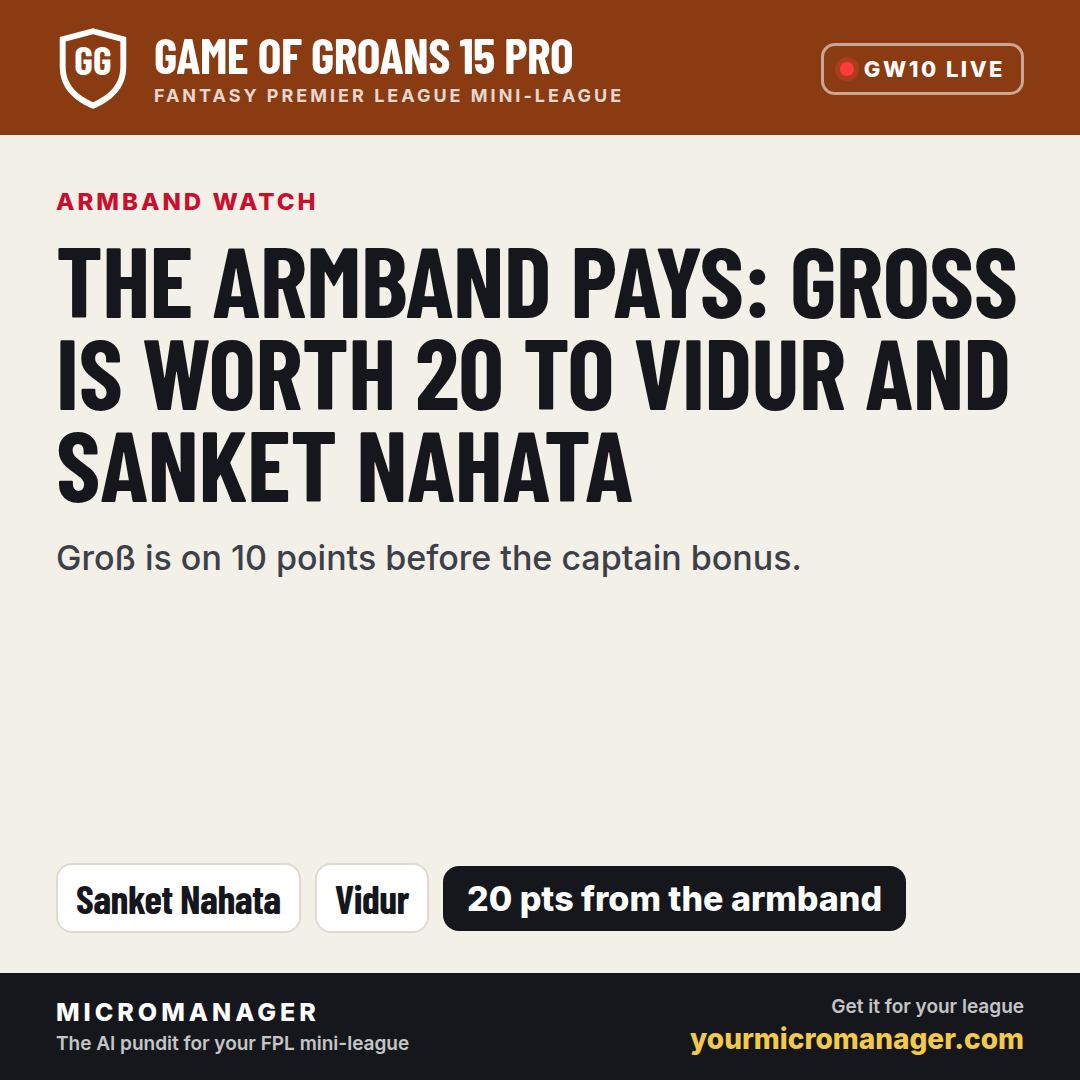 GG
GAME OF GROANS 15 PRO
FANTASY PREMIER LEAGUE MINI-LEAGUE
GW10 LIVE
ARMBAND WATCH
THE ARMBAND PAYS: GROSS
IS WORTH 20 TO VIDUR AND
SANKET NAHATA
Groß is on 10 points before the captain bonus.
Sanket Nahata
Vidur
20 pts from the armband
MICROMANAGER
The AI pundit for your FPL mini-league
Get it for your league
yourmicromanager.com